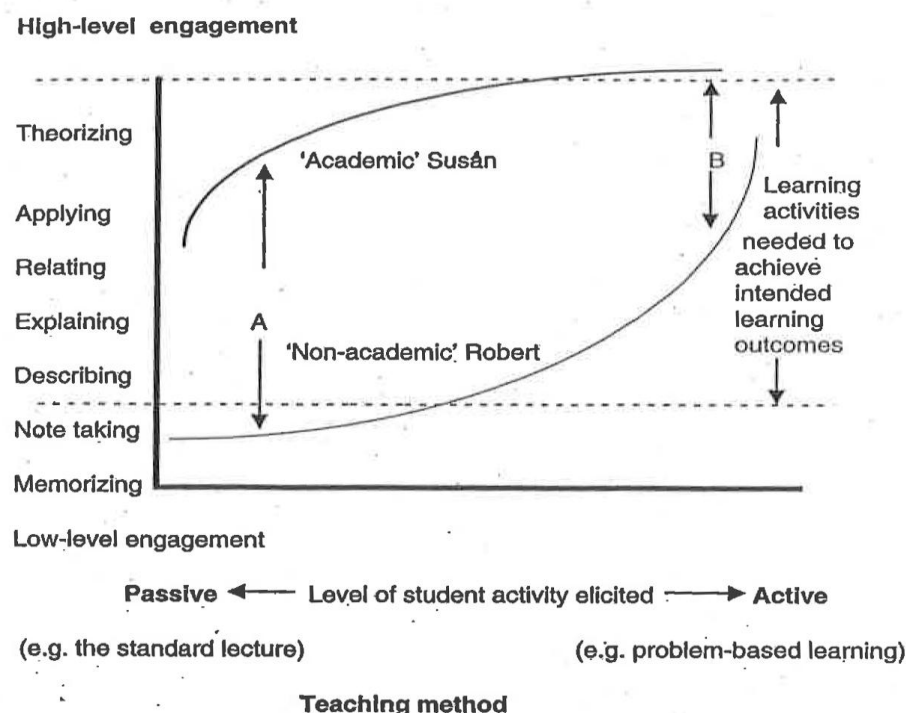 High-level engagement
Theorizing
'Academic' Susan
Applying
Relating
Explaining
A
'Non-academic' Robert
Describing
Note taking
Memorizing
B
Learning
activities
needed to
achieve
intended
learning
outcomes
Low-level engagement
Passive Level of student activity elicited Active
(e.g. the standard lecture) (e.g. problem-based learning)
Teaching method